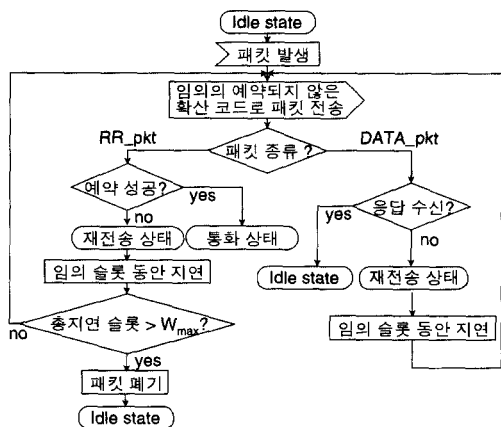 Idle state
패킷 발생
임의의 예약되지 않은
확산 코드로 패킷 전송
RR_pkt
패킷 종류 ?
DATA_pkt
예약 성공?
yes
no
응답 수신?
yes
no
재전송 상태
통화 상태
임의 슬롯 동안 지연
Idle state
재전송 상태
총지연 슬롯 > Wmax?
no
yes
임의 슬롯 동안 지연
패킷 폐기
Idle state